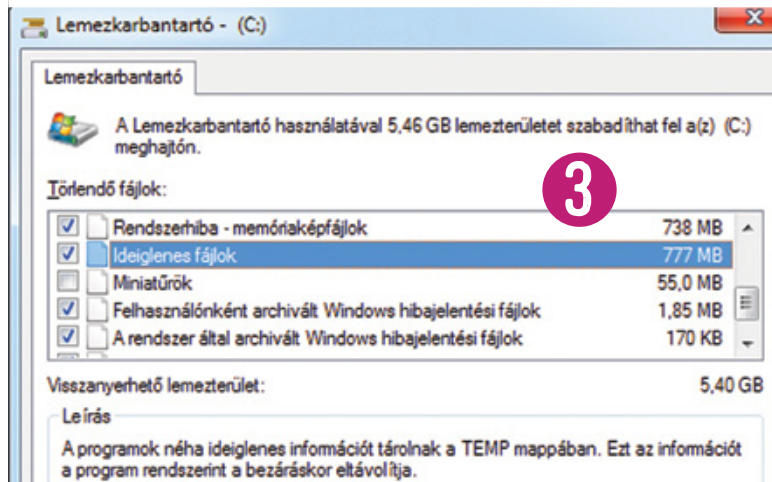 Lemezkarbantartó - (C:)
Lemezkarbantartó
A Lemezkarbantartó használatával 5,46 GB lemezterületet szabadíthat fel a(z) (C:)
meghajtón.
Törlendő fájlok:
3
Rendszerhiba - memóriaképfájlok 738 MB
Ideiglenes fájlok 777 MB
Miniatűrök 55,0 MB
Felhasználónként archivált Windows hibajelentési fájlok 1,85 MB
A rendszer által archivált Windows hibajelentési fájlok 170 KB
Visszanyerhető lemezterület: 5,40 GB
Leírás
A programok néha ideiglenes információt tárolnak a TEMP mappában. Ezt az információt
a program rendszerint a bezáráskor eltávolítja.